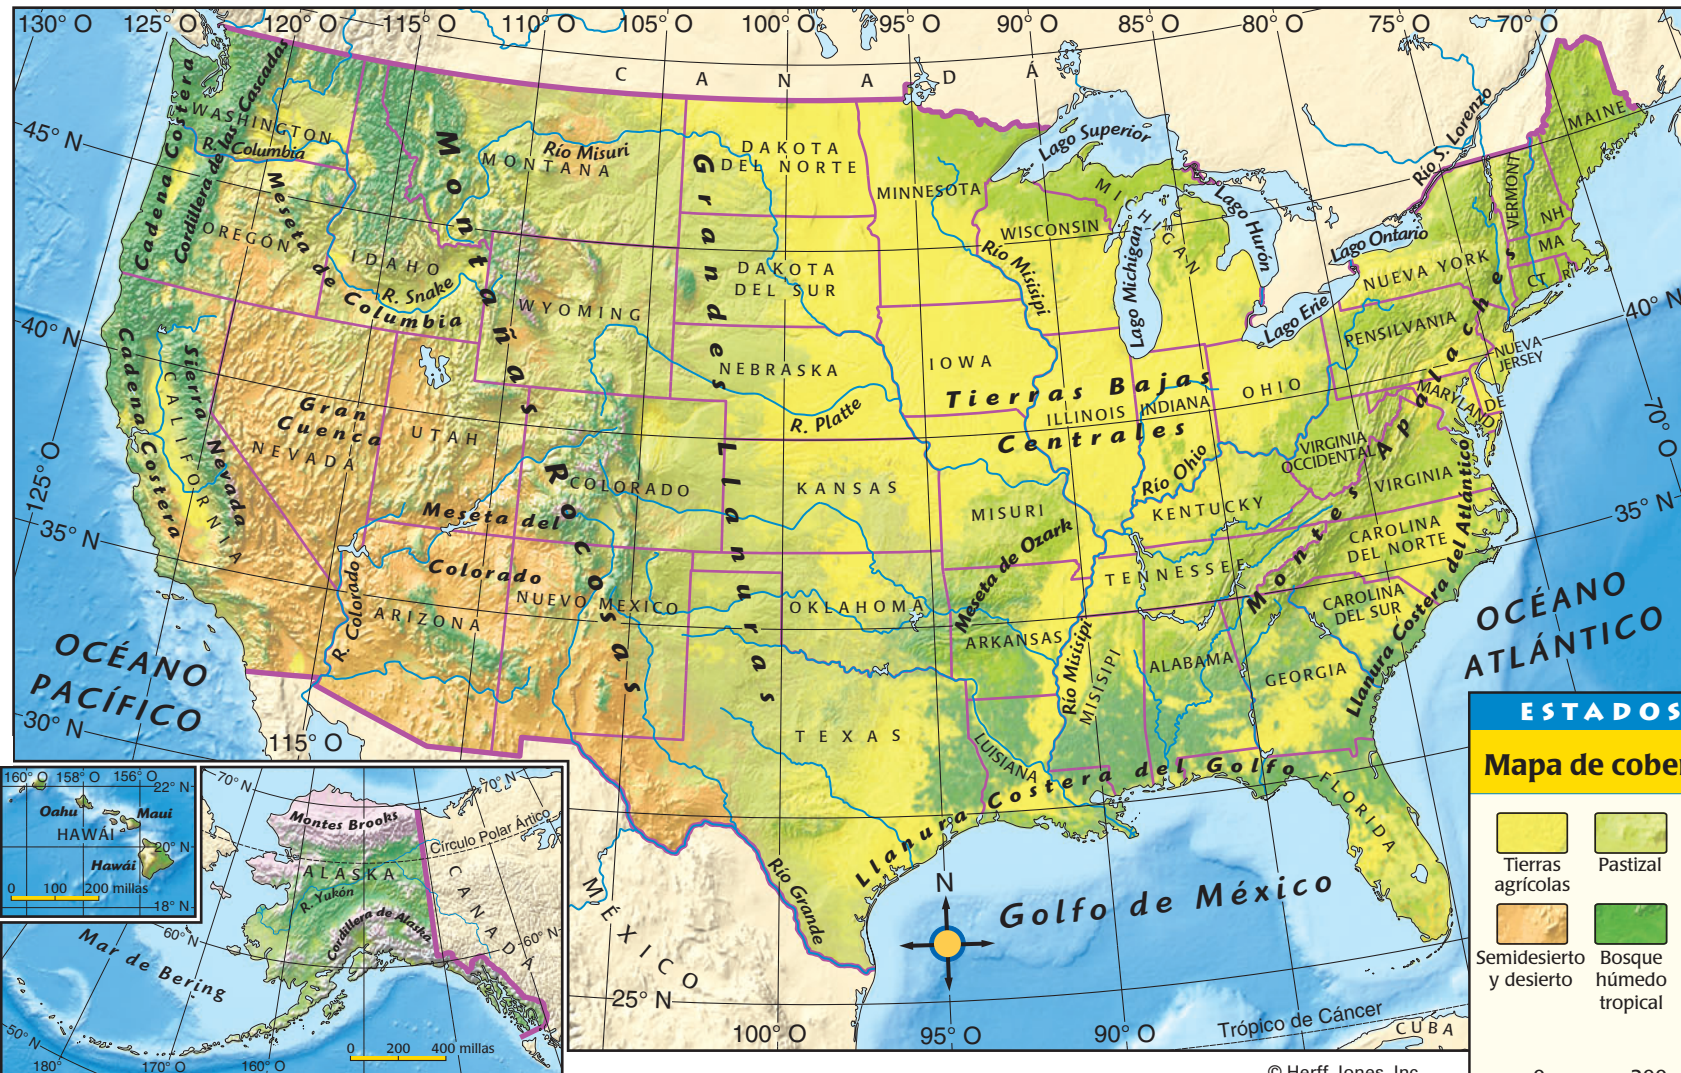 130° O
125° O
120° O
115° O
110° O
105° O
100° O
95° O
90° O
85° O
80° O
75° O
70° O
CANADÁ
45° N
40° N
125° O
35° N
30° N
115° O
40° N
70° O
35° N
25° N
100° O
95° O
90° O
Cadena Costera
Cordillera de las Cascadas
WASHINGTON
R. Columbia
OREGÓN
Meseta de Columbia
IDAHO
R. Snake
MONTANA
Río Misuri
Montañas Rocosas
WYOMING
DAKOTA
DEL NORTE
DAKOTA
DEL SUR
Grandes Llanuras
NEBRASKA
R. Platte
MINNESOTA
WISCONSIN
Río Misisipi
MICHIGAN
Lago Superior
Lago Michigan
Lago Hurón
Lago Ontario
Lago Erie
Río S. Lorenzo
MAINE
VERMONT
NH
MA
CT
RI
NUEVA YORK
PENSILVANIA
NUEVA
JERSEY
MARYLAND
DE
Montes Apalaches
IOWA
Tierras Bajas
Centrales
ILLINOIS
INDIANA
OHIO
VIRGINIA
OCCIDENTAL
VIRGINIA
Río Ohio
KENTUCKY
Cadena Costera
Sierra Nevada
CALIFORNIA
Gran
Cuenca
NEVADA
UTAH
COLORADO
KANSAS
MISURI
Meseta de Ozark
TENNESSEE
CAROLINA
DEL NORTE
CAROLINA
DEL SUR
Llanura Costera del Atlántico
Meseta del
Colorado
R. Colorado
ARIZONA
NUEVO MÉXICO
OKLAHOMA
ARKANSAS
Río Misisipi
MISISIPI
ALABAMA
GEORGIA
TEXAS
LUISIANA
Llanura Costera del Golfo
FLORIDA
Río Grande
MÉXICO
OCÉANO
PACÍFICO
OCÉANO
ATLÁNTICO
Golfo de México
N
Trópico de Cáncer
CUBA
160° O
158° O
156° O
22° N
Oahu
Maui
HAWÁI
20° N
Hawái
0 100 200 millas
18° N
70° N
70° N
Montes Brooks
Círculo Polar Ártico
ALASKA
R. Yukón
Cordillera de Alaska
CANADÁ
60° N
60° N
Mar de Bering
50° N
180°
170° O
160° O
0 200 400 millas
ESTADOS
Mapa de cober
Tierras
agrícolas
Pastizal
Semidesierto
y desierto
Bosque
húmedo
tropical
0 200
© Herff Jones, Inc.